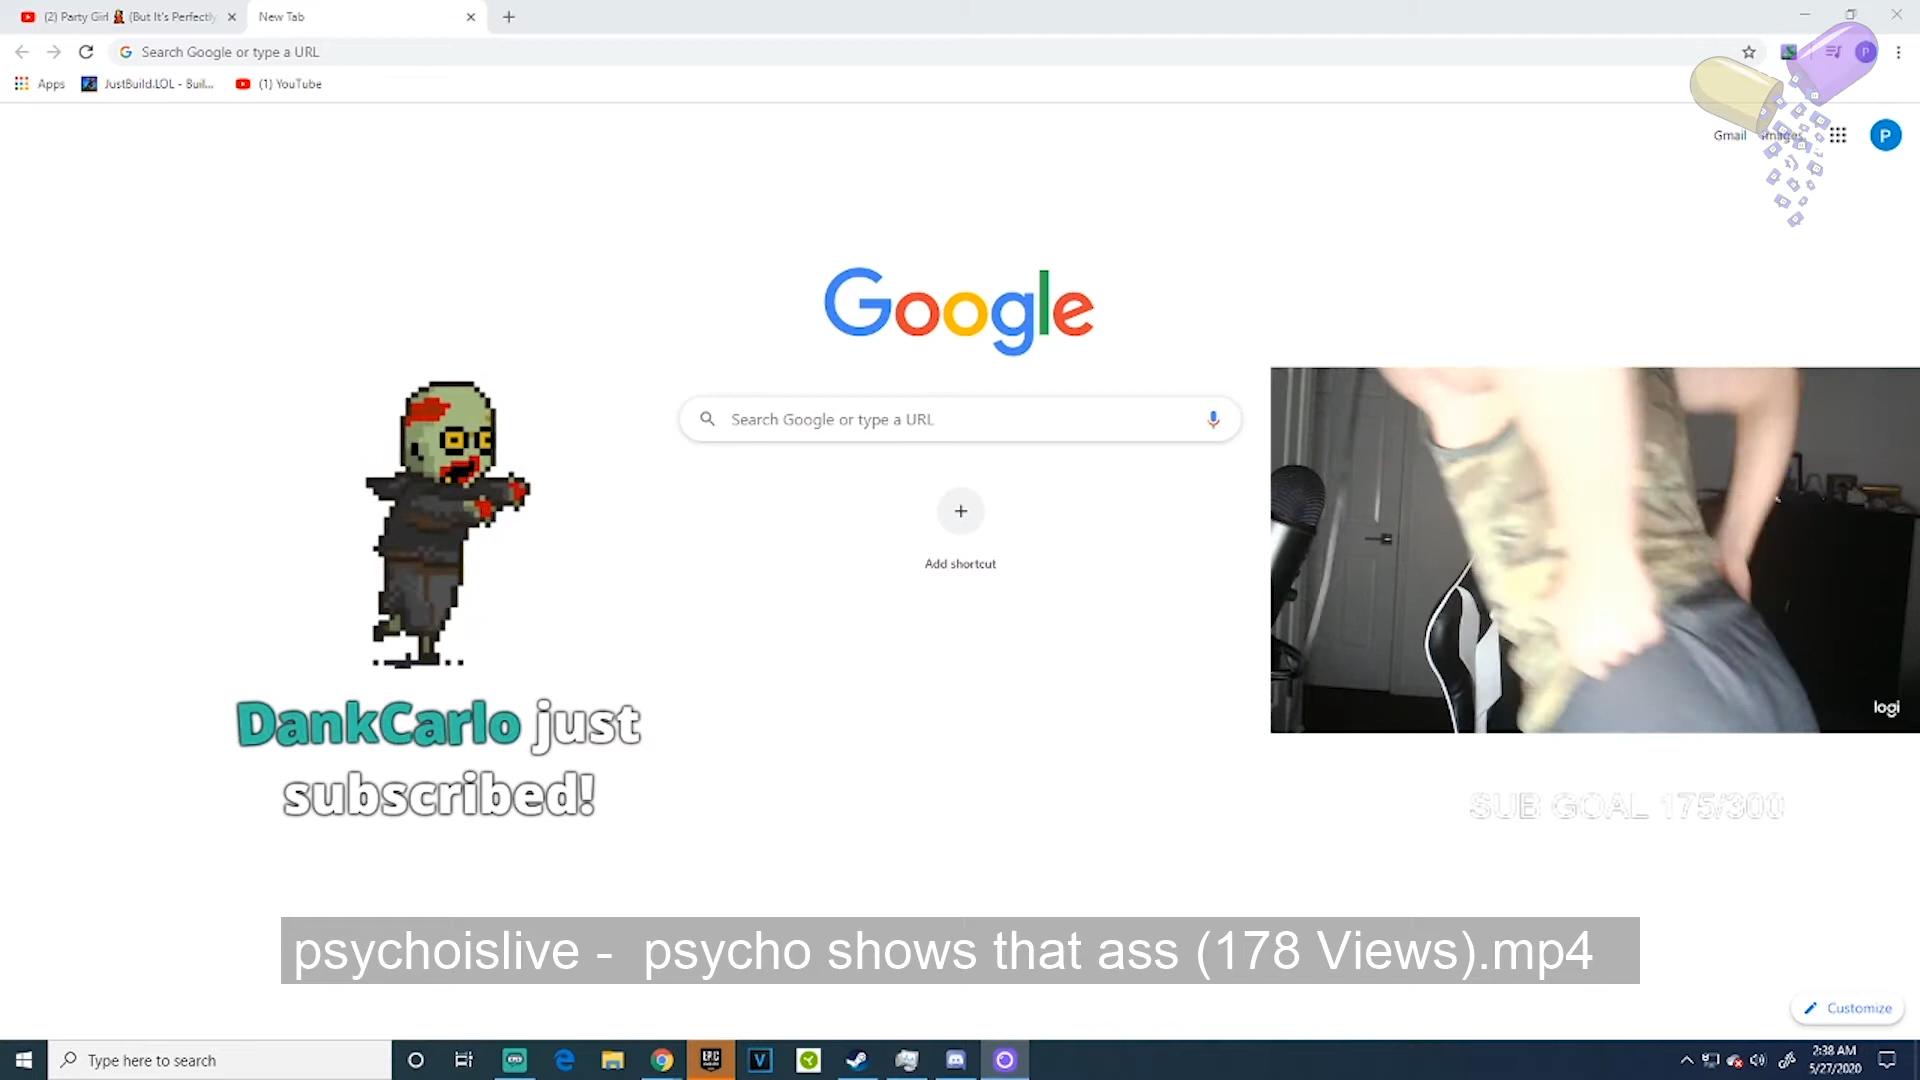 (2) Party Girl 💃 (But It's Perfectly
New Tab
Search Google or type a URL
Apps
JustBuild.LOL - Buil...
(1) YouTube
P
Gmail
Images
P
Google
Search Google or type a URL
Add shortcut
logi
DankCarlo just
subscribed!
SUB GOAL 175/300
psychoislive - psycho shows that ass (178 Views).mp4
Customize
Type here to search
EPIC
V
2:38 AM
5/27/2020